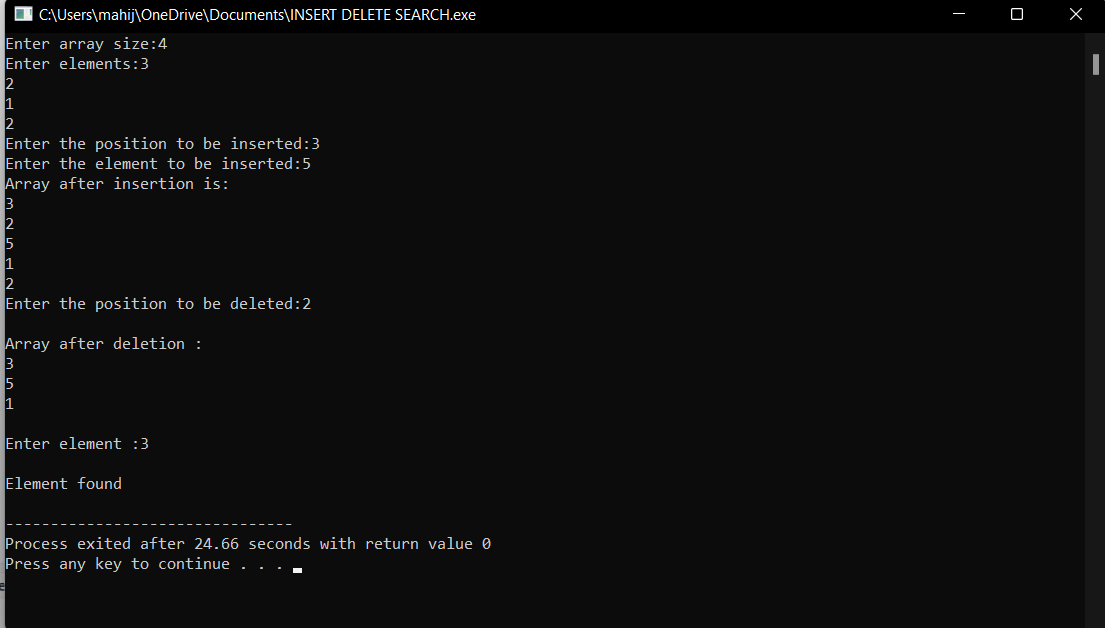 C:\Users\mahij\OneDrive\Documents\INSERT DELETE SEARCH.exe
Enter array size:4
Enter elements:3
2
1
2
Enter the position to be inserted:3
Enter the element to be inserted:5
Array after insertion is:
3
2
5
1
2
Enter the position to be deleted:2
Array after deletion :
3
5
1
Enter element :3
Element found
--------------------------------
Process exited after 24.66 seconds with return value 0
Press any key to continue . . .